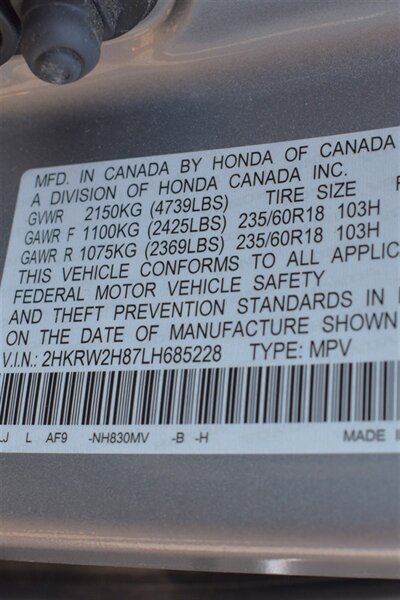 MFD. IN CANADA BY HONDA OF CANADA
A DIVISION OF HONDA CANADA INC.
GVWR 2150KG (4739LBS) TIRE SIZE
GAWR F 1100KG (2425LBS) 235/60R18 103H
GAWR R 1075KG (2369LBS) 235/60R18 103H
THIS VEHICLE CONFORMS TO ALL APPLIC
FEDERAL MOTOR VEHICLE SAFETY
AND THEFT PREVENTION STANDARDS IN
ON THE DATE OF MANUFACTURE SHOWN
V.I.N.: 2HKRW2H87LH685228 TYPE: MPV
LJ L AF9 -NH830MV -B -H MADE